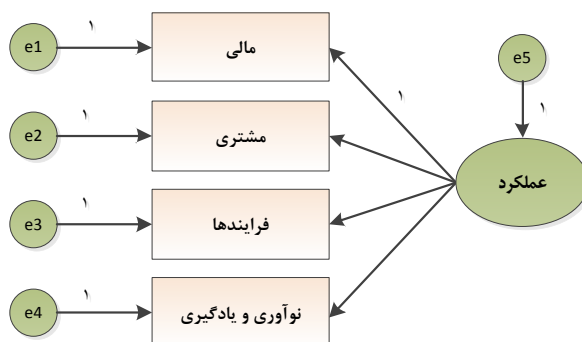 e1
۱
مالی
e5
۱
۱
e2
۱
مشتری
عملکرد
e3
۱
فرایندها
e4
۱
نوآوری و یادگیری